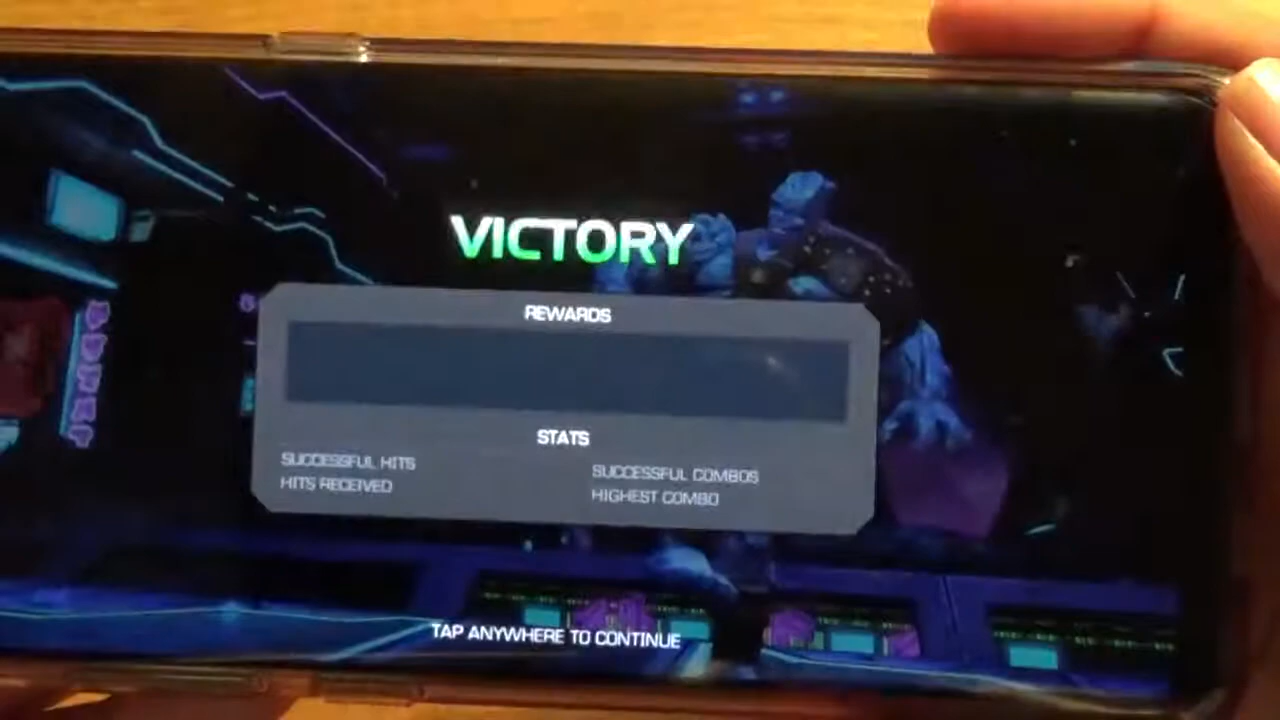 VICTORY
REWARDS
STATS
SUCCESSFUL HITS
SUCCESSFUL COMBOS
HITS RECEIVED
HIGHEST COMBO
TAP ANYWHERE TO CONTINUE